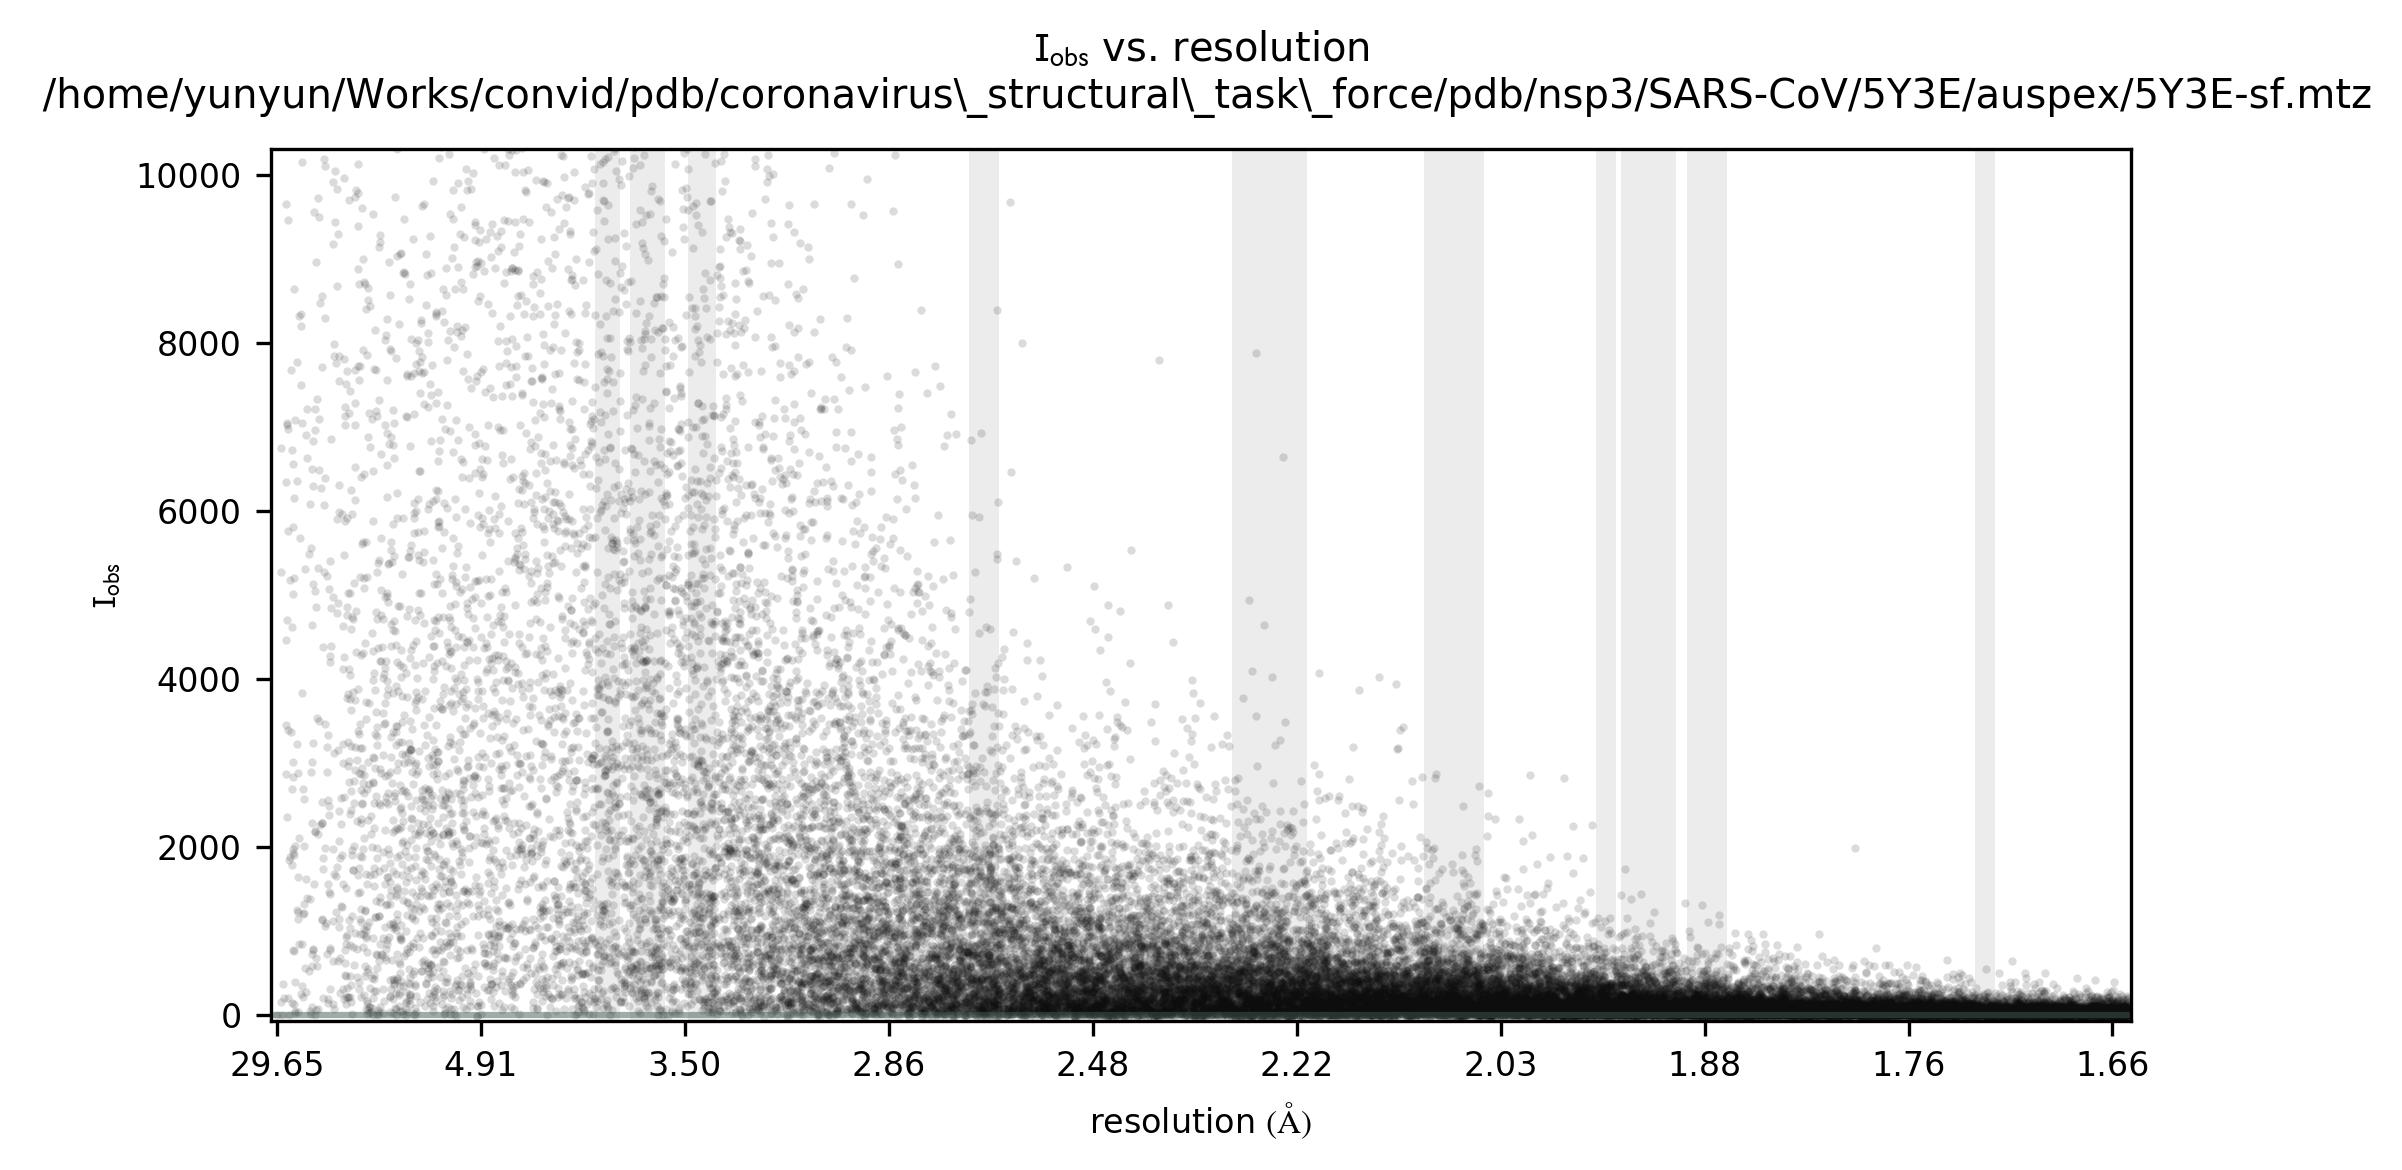 I_obs vs. resolution
/home/yunyun/Works/convid/pdb/coronavirus\_structural\_task\_force/pdb/nsp3/SARS-CoV/5Y3E/auspex/5Y3E-sf.mtz
10000
8000
6000
4000
2000
0
I_obs
29.65 4.91 3.50 2.86 2.48 2.22 2.03 1.88 1.76 1.66
resolution (Å)